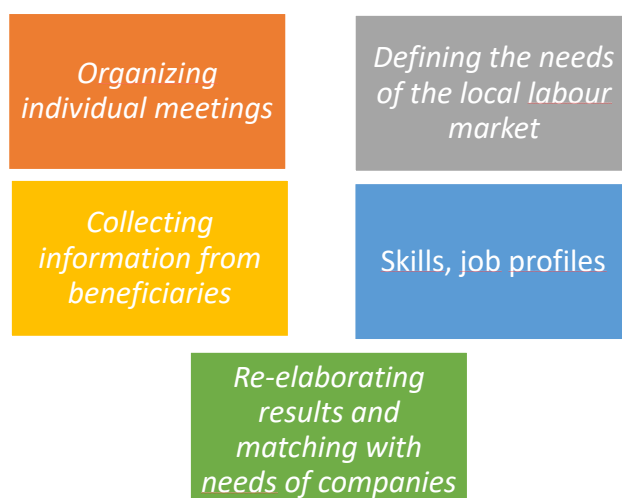 Organizing
individual meetings
Defining the needs
of the local labour
market
Collecting
information from
beneficiaries
Skills, job profiles
Re-elaborating
results and
matching with
needs of companies